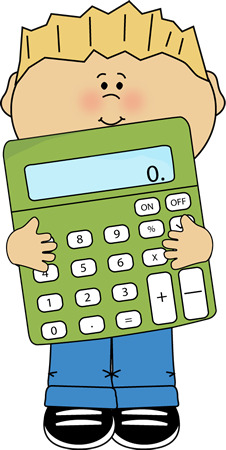 0.
ON OFF
8 9 %
4 5 6 x
1 2 3 +
0 . = −